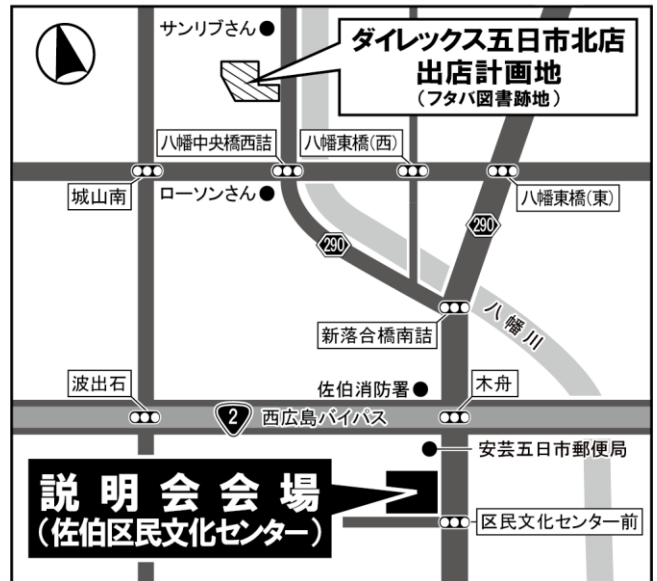 サンリブさん
ダイレックス五日市北店
出店計画地
(フタバ図書跡地)
八幡中央橋西詰
八幡東橋(西)
城山南
ローソンさん
八幡東橋(東)
290
290
新落合橋南詰
八幡川
波出石
佐伯消防署
木舟
2
西広島バイパス
安芸五日市郵便局
説明会会場
(佐伯区民文化センター)
区民文化センター前